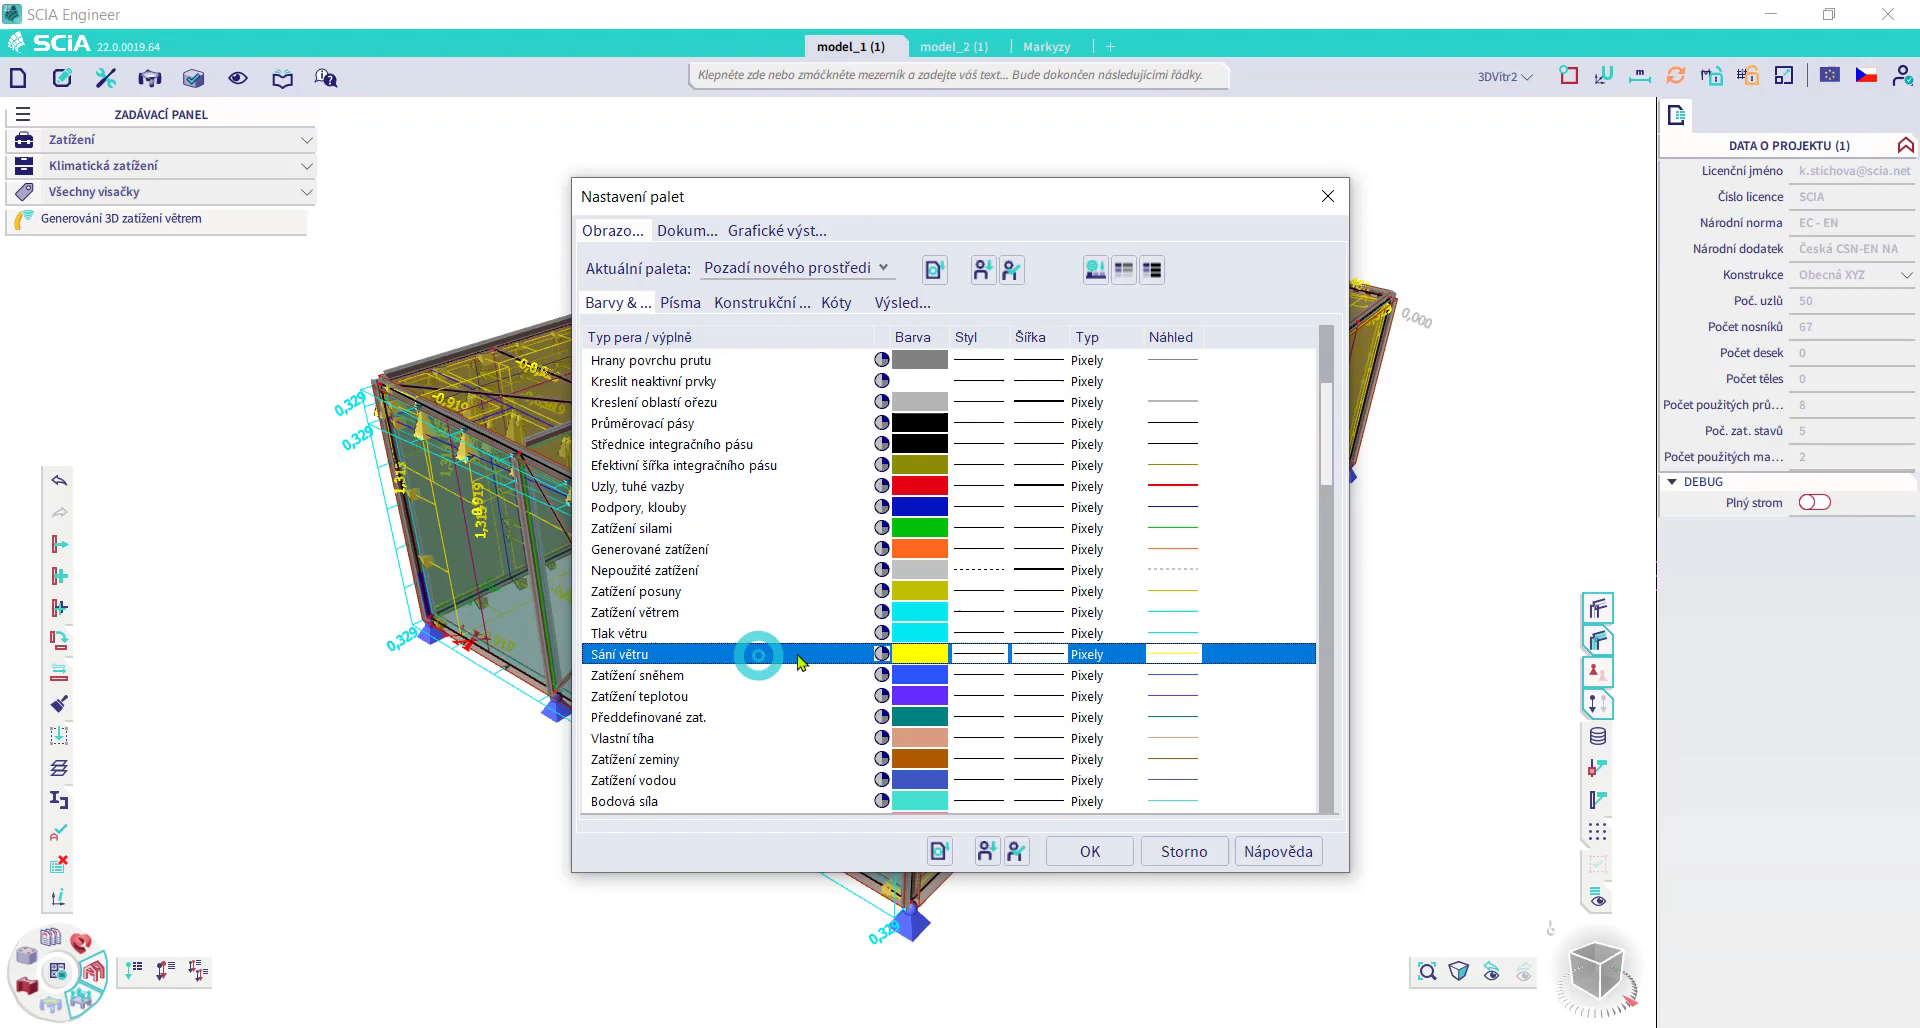 SCIA Engineer
SCiA 22.0.0019.64
model_1 (1)
model_2 (1)
Markyzy
Klepněte zde nebo zmáčkněte mezerník a zadejte váš text... Bude dokončen následujícími řádky.
3DVítr2
ZADÁVACÍ PANEL
Zatížení
Klimatická zatížení
Všechny visačky
Generování 3D zatížení větrem
Nastavení palet
Obrazo...
Dokum...
Grafické výst...
Aktuální paleta:
Pozadí nového prostředí
Barvy & ...
Písma
Konstrukční ...
Kóty
Výsled...
Typ pera / výplně
Barva
Styl
Šířka
Typ
Náhled
Hrany povrchu prutu Pixely
Kreslit neaktivní prvky Pixely
Kreslení oblastí ořezu Pixely
Průměrovací pásy Pixely
Střednice integračního pásu Pixely
Efektivní šířka integračního pásu Pixely
Uzly, tuhé vazby Pixely
Podpory, klouby Pixely
Zatížení silami Pixely
Generované zatížení Pixely
Nepoužité zatížení Pixely
Zatížení posuny Pixely
Zatížení větrem Pixely
Tlak větru Pixely
Sání větru Pixely
Zatížení sněhem Pixely
Zatížení teplotou Pixely
Předdefinované zat. Pixely
Vlastní tíha Pixely
Zatížení zeminy Pixely
Zatížení vodou Pixely
Bodová síla Pixely
OK
Storno
Nápověda
DATA O PROJEKTU (1)
Licenční jméno k.stichova@scia.net
Číslo licence SCIA
Národní norma EC - EN
Národní dodatek Česká CSN-EN NA
Konstrukce Obecná XYZ
Poč. uzlů 50
Počet nosníků 67
Počet desek 0
Počet těles 0
Počet použitých prů... 8
Poč. zat. stavů 5
Počet použitých ma... 2
DEBUG
Plný strom
0,329
0,329
-0,919
1,313
0,329
0,329
0,000